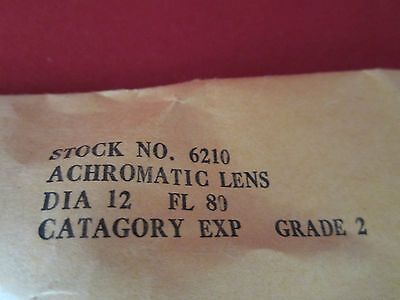 STOCK NO. 6210
ACHROMATIC LENS
DIA 12 FL 80
CATAGORY EXP GRADE 2